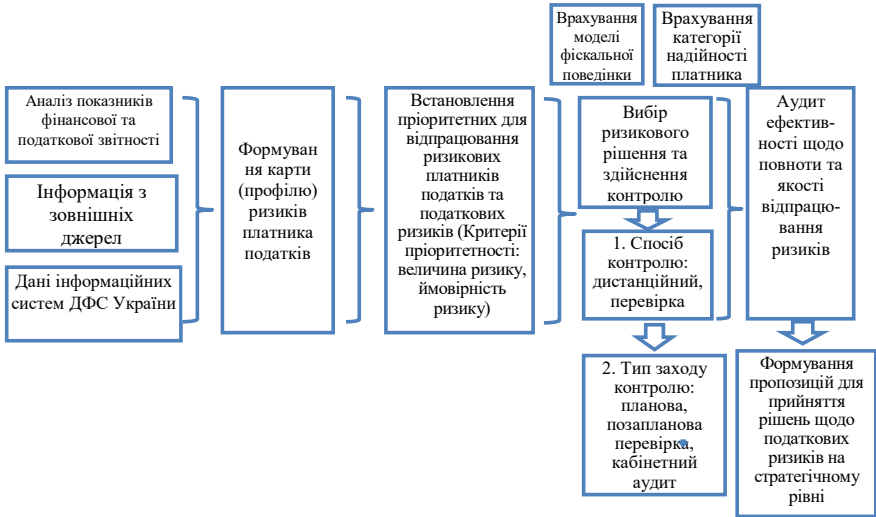 Врахування
моделі
фіскальної
поведінки
Врахування
категорії
надійності
платника
Аналіз показників
фінансової та
податкової звітності
Інформація з
зовнішніх
джерел
Дані інформаційних
систем ДФС України
Формуван
ня карти
(профілю)
ризиків
платника
податків
Встановлення
пріоритетних для
відпрацювання
ризикових
платників
податків та
податкових
ризиків (Критерії
пріоритетності:
величина ризику,
ймовірність
ризику)
Вибір
ризикового
рішення та
здійснення
контролю
1. Спосіб
контролю:
дистанційний,
перевірка
2. Тип заходу
контролю:
планова,
позапланова
перевірка,
кабінетний
аудит
Аудит
ефектив-
ності щодо
повноти та
якості
відпрацю-
вання
ризиків
Формування
пропозицій для
прийняття
рішень щодо
податкових
ризиків на
стратегічному
рівні